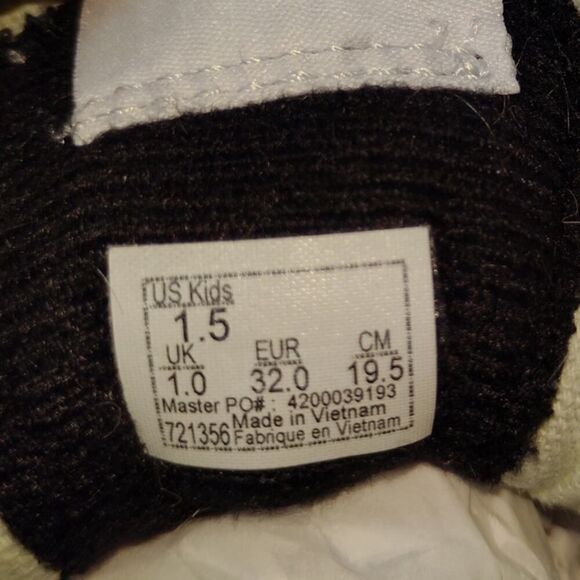 US Kids
1.5
UK EUR CM
1.0 32.0 19.5
Master PO# : 4200039193
Made in Vietnam
721356 Fabrique en Vietnam